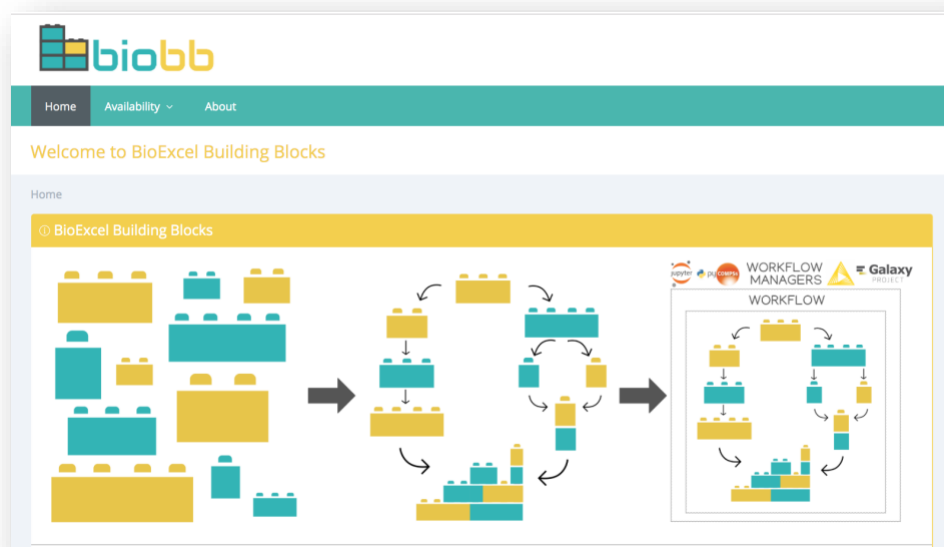 biobb
Home Availability About
Welcome to BioExcel Building Blocks
Home
BioExcel Building Blocks
jupyter pyCOMPSs WORKFLOW MANAGERS Galaxy PROJECT
WORKFLOW